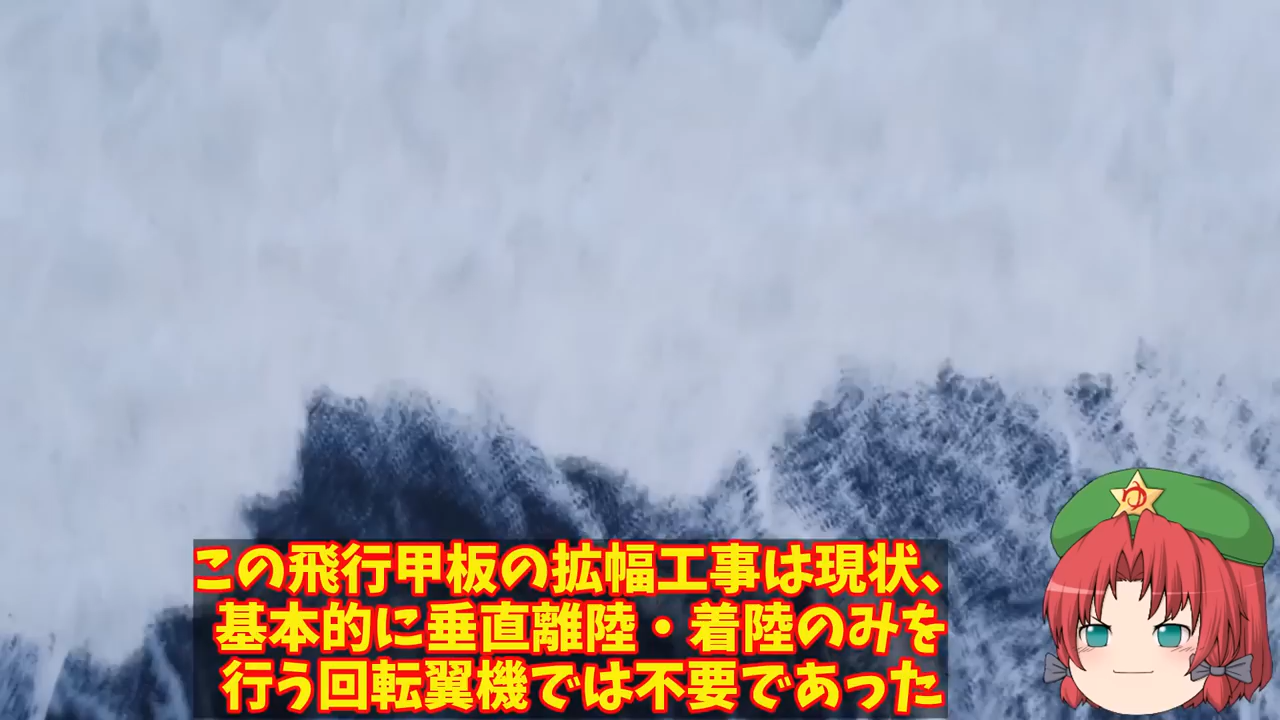 この飛行甲板の拡幅工事は現状、
基本的に垂直離陸・着陸のみを
行う回転翼機では不要であった
ゆ